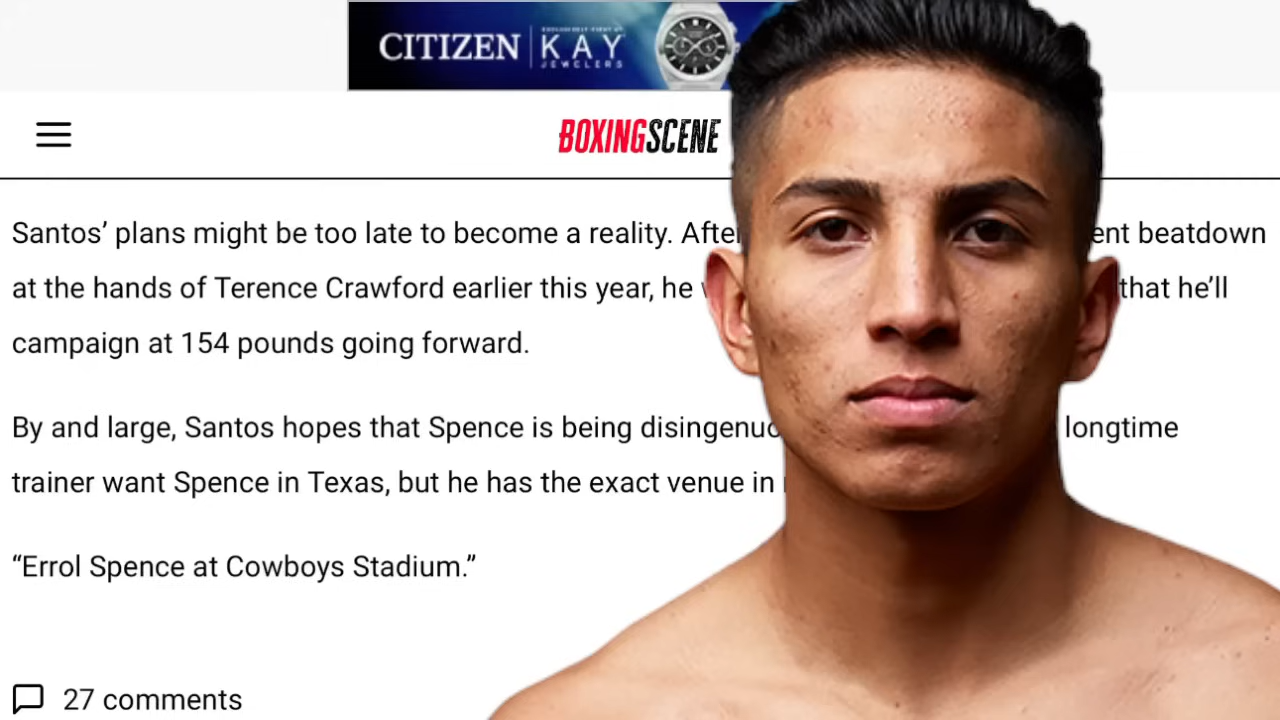 CITIZEN KAY
JEWELERS
BOXINGSCENE
Santos’ plans might be too late to become a reality. After ent beatdown
at the hands of Terence Crawford earlier this year, he that he’ll
campaign at 154 pounds going forward.
By and large, Santos hopes that Spence is being longtime
trainer want Spence in Texas, but he has the exact venue in
“Errol Spence at Cowboys Stadium.”
27 comments